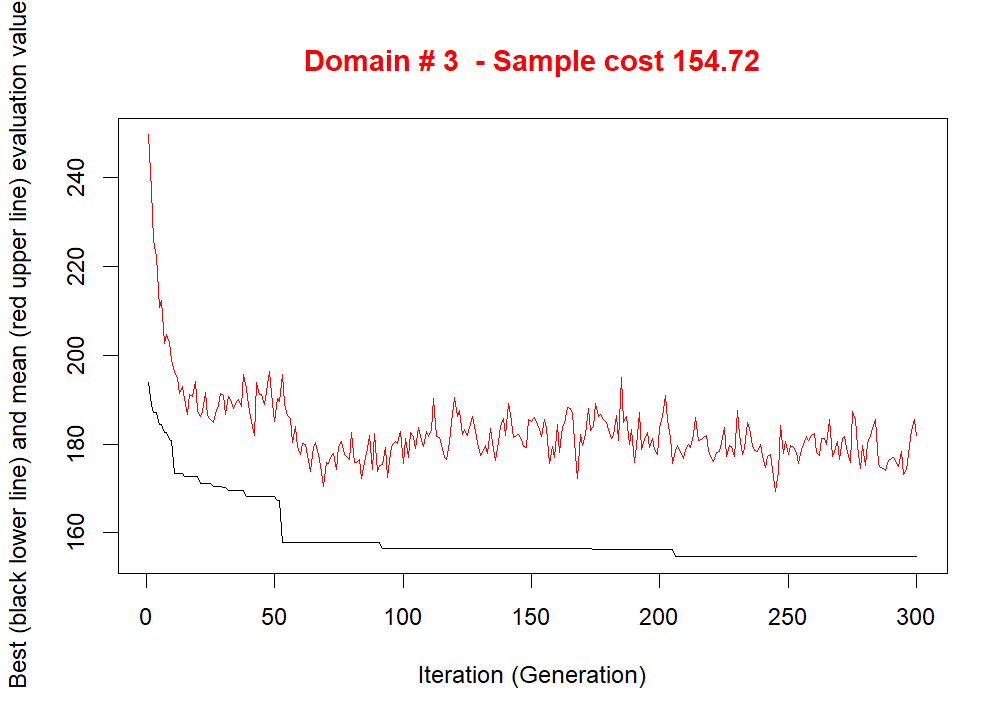 Domain # 3  - Sample cost 154.72
Best (black lower line) and mean (red upper line) evaluation value
240
220
200
180
160
0 50 100 150 200 250 300
Iteration (Generation)